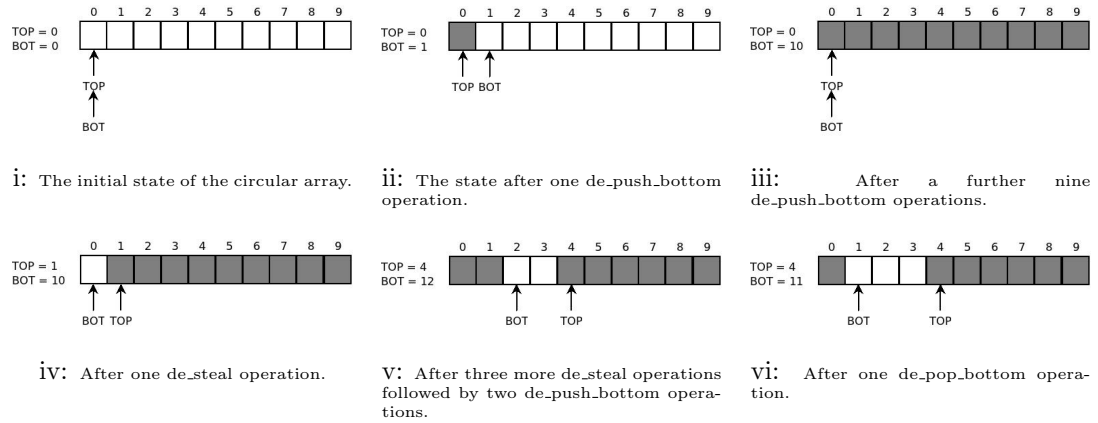 0 1 2 3 4 5 6 7 8 9
TOP = 0
BOT = 0
TOP
BOT
i: The initial state of the circular array.
0 1 2 3 4 5 6 7 8 9
TOP = 0
BOT = 1
TOP BOT
ii: The state after one de_push_bottom
operation.
0 1 2 3 4 5 6 7 8 9
TOP = 0
BOT = 10
TOP
BOT
iii: After a further nine
de_push_bottom operations.
0 1 2 3 4 5 6 7 8 9
TOP = 1
BOT = 10
BOT TOP
iv: After one de_steal operation.
0 1 2 3 4 5 6 7 8 9
TOP = 4
BOT = 12
BOT TOP
v: After three more de_steal operations
followed by two de_push_bottom opera-
tions.
0 1 2 3 4 5 6 7 8 9
TOP = 4
BOT = 11
BOT TOP
vi: After one de_pop_bottom opera-
tion.